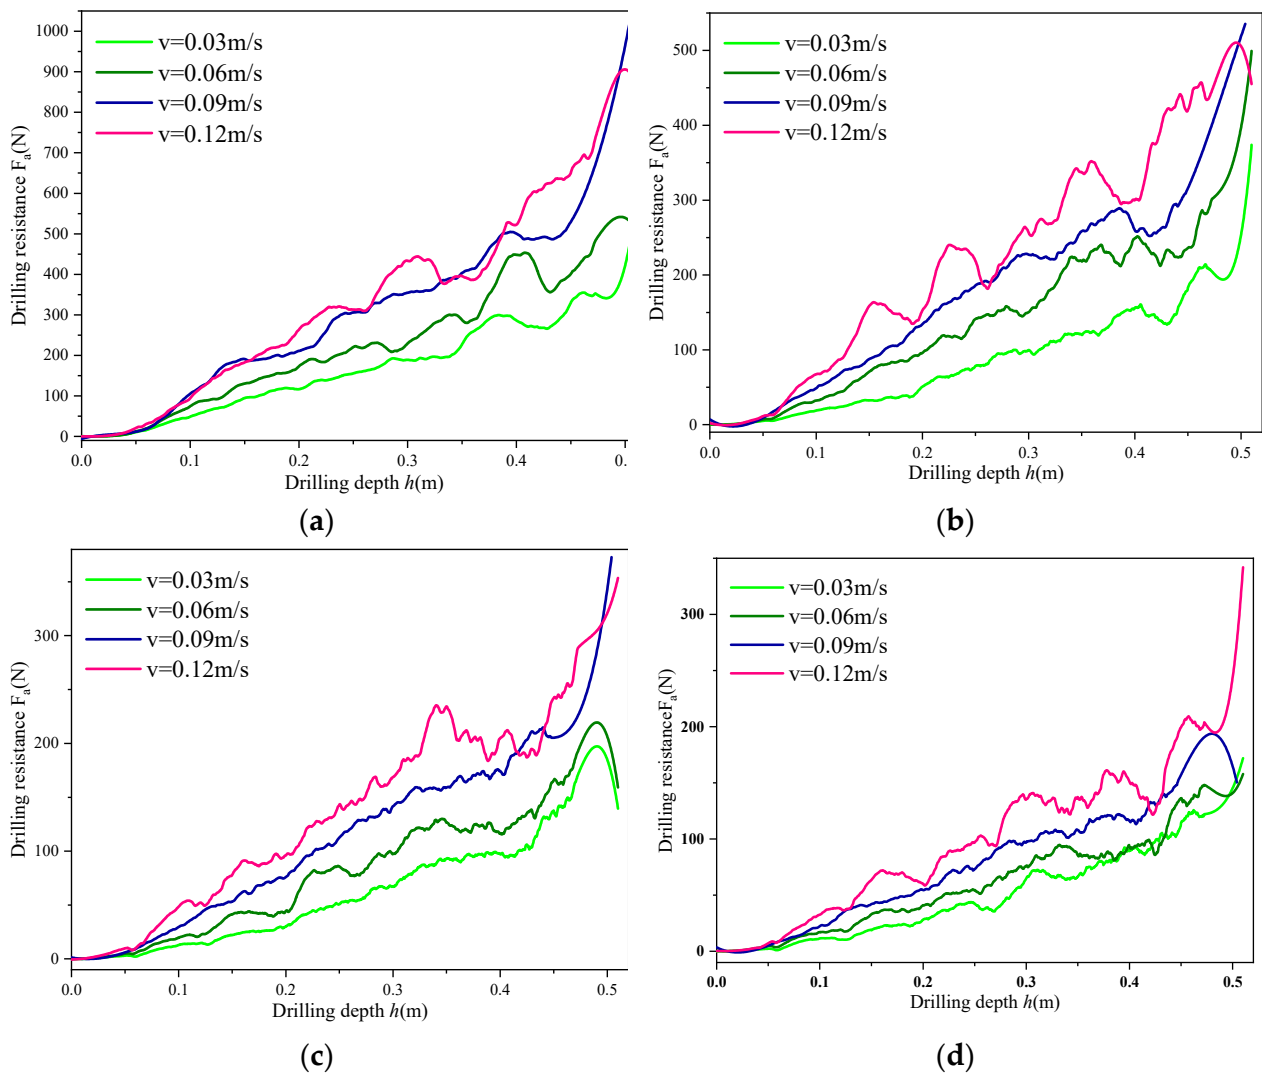 1000
900
800
700
600
500
400
300
200
100
0
Drilling resistance Fa(N)
v=0.03m/s
v=0.06m/s
v=0.09m/s
v=0.12m/s
0.0 0.1 0.2 0.3 0.4 0.
Drilling depth h(m)
(a)
500
400
300
200
100
0
Drilling resistance Fa(N)
v=0.03m/s
v=0.06m/s
v=0.09m/s
v=0.12m/s
0.0 0.1 0.2 0.3 0.4 0.5
Drilling depth h(m)
(b)
300
200
100
0
Drilling resistance Fa(N)
v=0.03m/s
v=0.06m/s
v=0.09m/s
v=0.12m/s
0.0 0.1 0.2 0.3 0.4 0.5
Drilling depth h(m)
(c)
300
200
100
0
Drilling resistanceFa(N)
v=0.03m/s
v=0.06m/s
v=0.09m/s
v=0.12m/s
0.0 0.1 0.2 0.3 0.4 0.5
Drilling depth h(m)
(d)